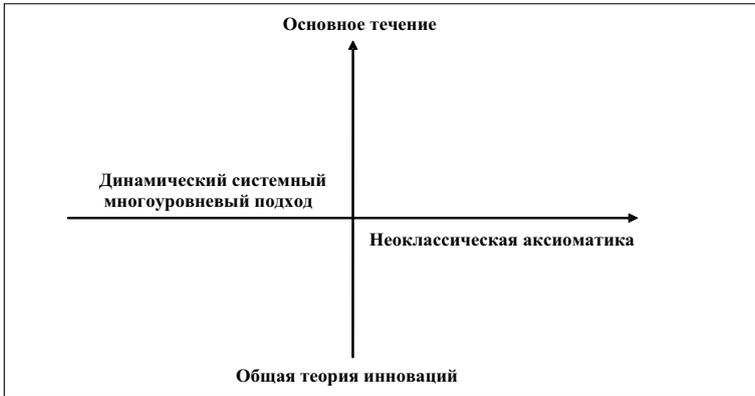 Основное течение
Динамический системный
многоуровневый подход
Неоклассическая аксиоматика
Общая теория инноваций